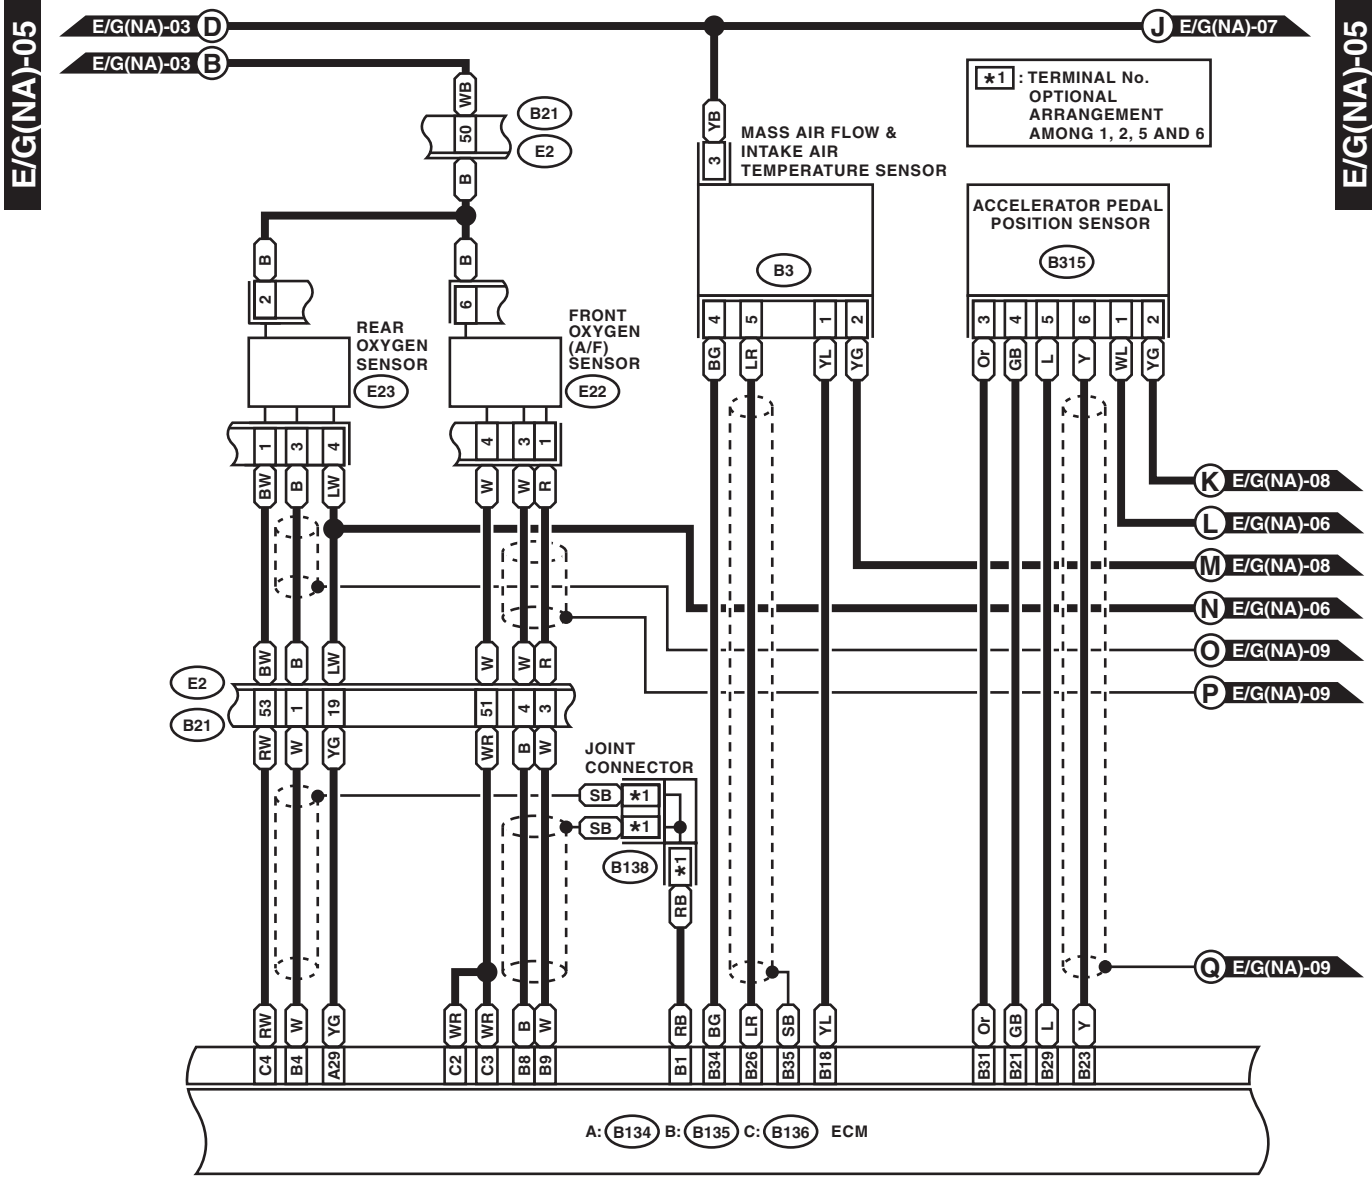 E/G(NA)-05
E/G(NA)-05
E/G(NA)-03 D
J E/G(NA)-07
E/G(NA)-03 B
WB
50
B21
E2
B
YB
3
MASS AIR FLOW &
INTAKE AIR
TEMPERATURE SENSOR
*1 : TERMINAL No.
OPTIONAL
ARRANGEMENT
AMONG 1, 2, 5 AND 6
B
B
2
6
B3
ACCELERATOR PEDAL
POSITION SENSOR
B315
REAR
OXYGEN
SENSOR
E23
FRONT
OXYGEN
(A/F)
SENSOR
E22
4 5 1 2
3 4 5 6 1 2
BG LR YL YG
Or GB L Y WL YG
1 3 4
4 3 1
BW B LW
W W R
K E/G(NA)-08
L E/G(NA)-06
M E/G(NA)-08
N E/G(NA)-06
O E/G(NA)-09
P E/G(NA)-09
BW B LW
W W R
E2
B21
53 1 19
51 4 3
RW W YG
WR B W
JOINT
CONNECTOR
SB *1
SB *1
B138
*1
RB
Q E/G(NA)-09
RW W YG WR WR B W RB BG LR SB YL Or GB L Y
C4 B4 A29 C2 C3 B8 B9 B1 B34 B26 B35 B18 B31 B21 B29 B23
A: B134 B: B135 C: B136 ECM